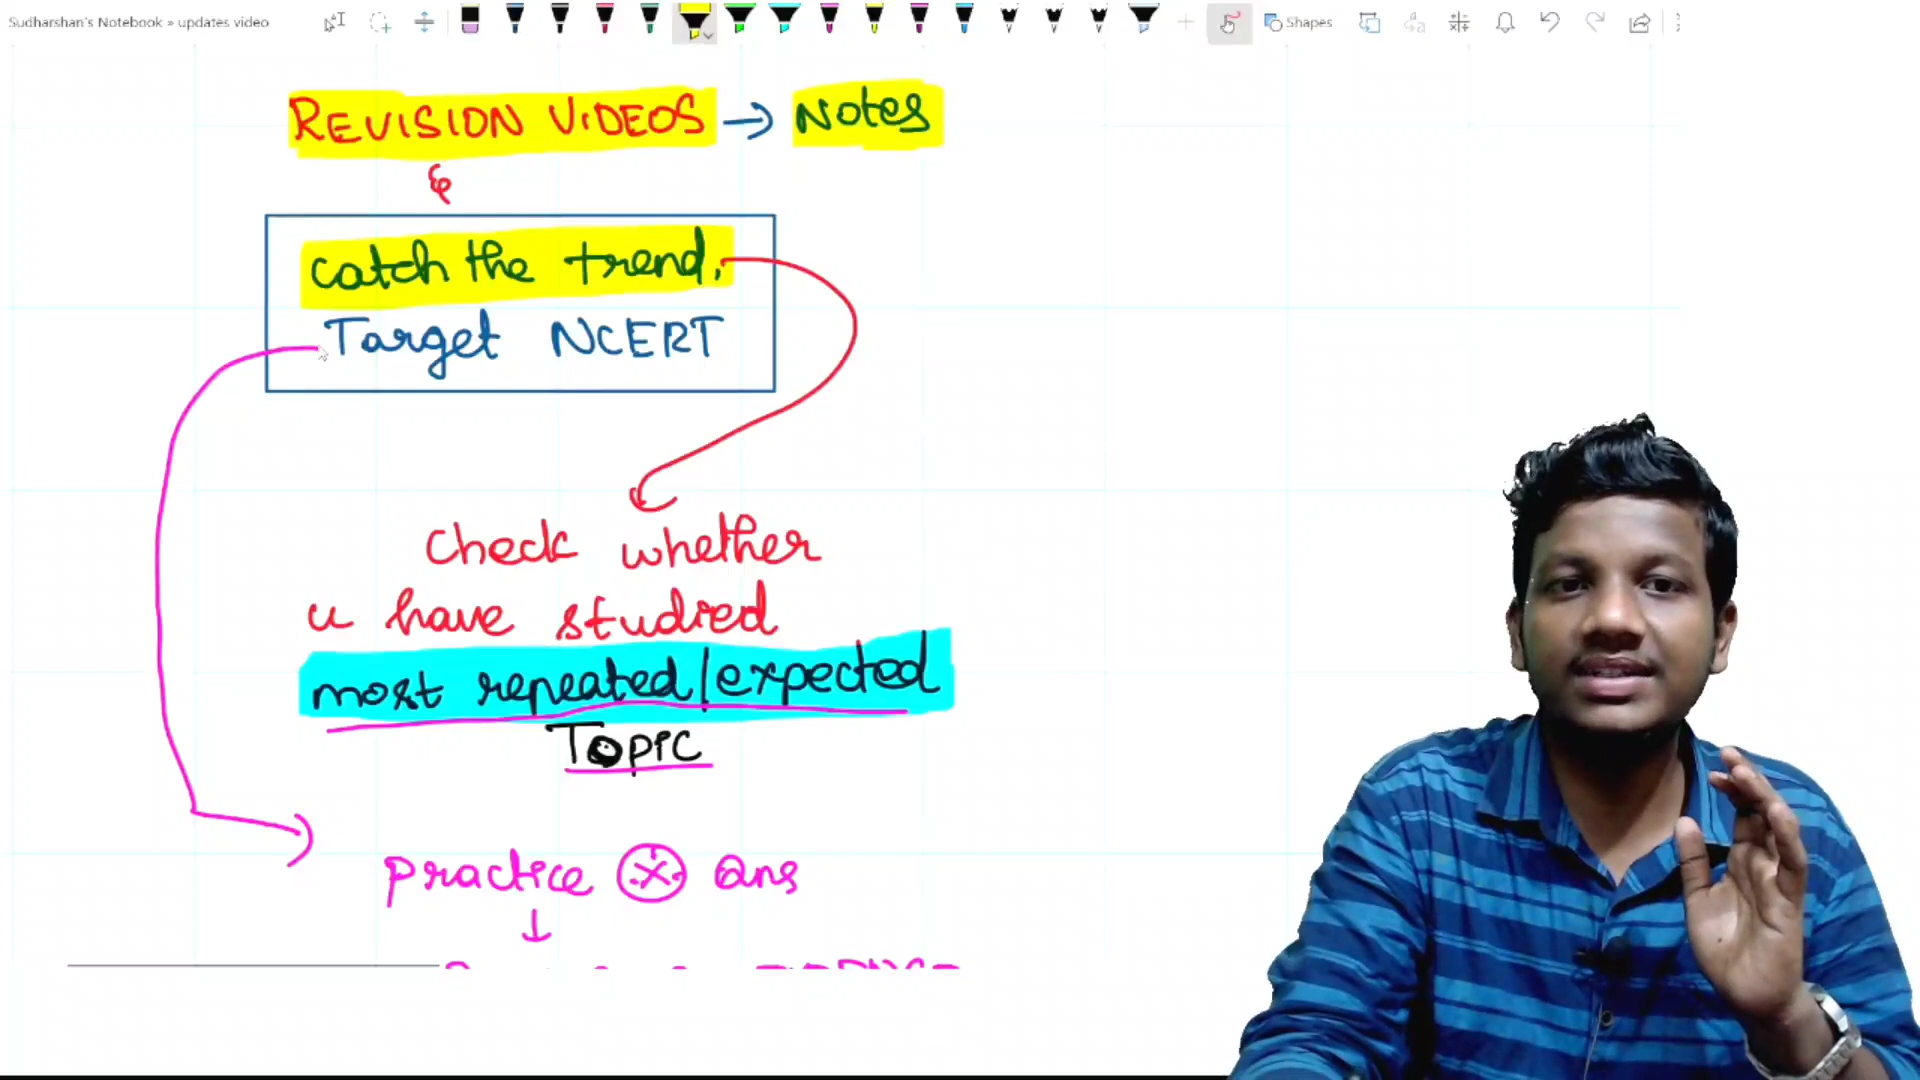 Sudharshan's Notebook » updates video
Shapes
REVISION VIDEOS → Notes
&
catch the trend,
Target NCERT
Check whether
u have studied
most repeated/expected
Topic
practice * Qns
↓